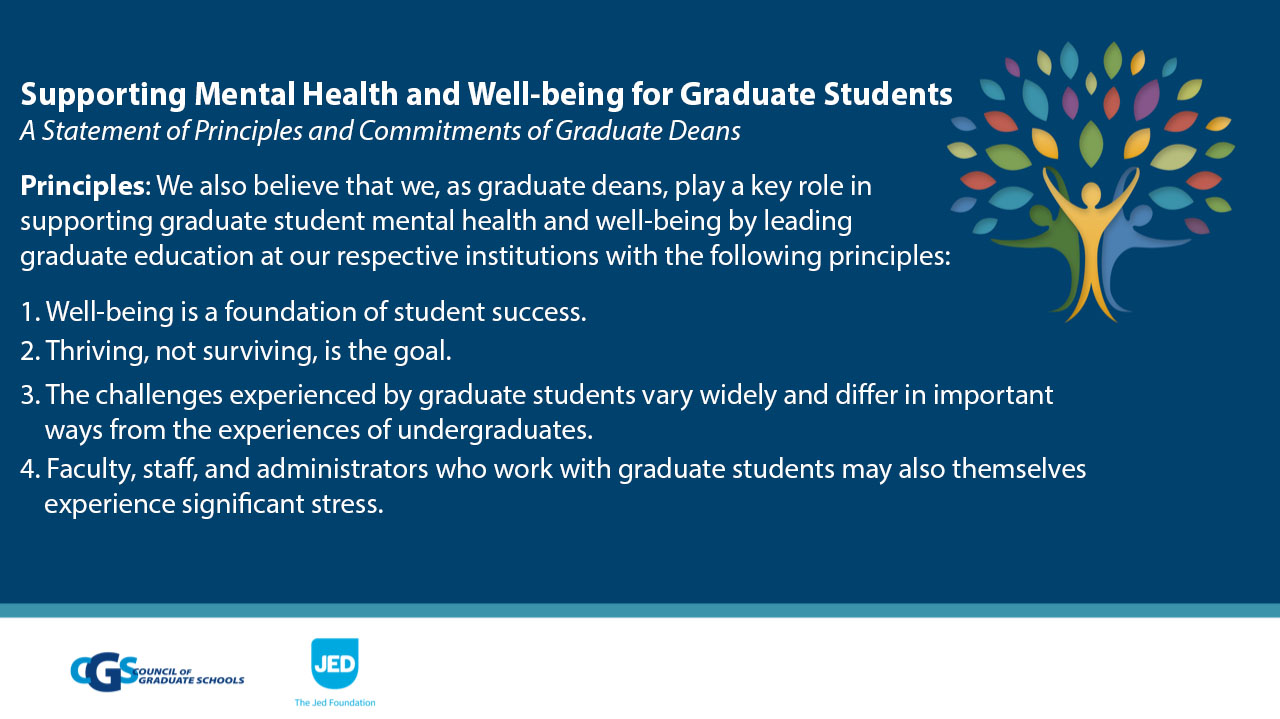 Supporting Mental Health and Well-being for Graduate Students
A Statement of Principles and Commitments of Graduate Deans
Principles: We also believe that we, as graduate deans, play a key role in
supporting graduate student mental health and well-being by leading
graduate education at our respective institutions with the following principles:
1. Well-being is a foundation of student success.
2. Thriving, not surviving, is the goal.
3. The challenges experienced by graduate students vary widely and differ in important
ways from the experiences of undergraduates.
4. Faculty, staff, and administrators who work with graduate students may also themselves
experience significant stress.
CGS COUNCIL OF
GRADUATE SCHOOLS
JED
The Jed Foundation